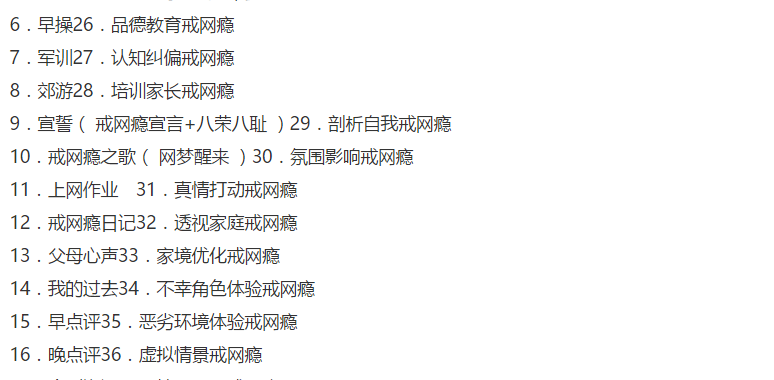 6．早操26．品德教育戒网瘾
7．军训27．认知纠偏戒网瘾
8．郊游28．培训家长戒网瘾
9．宣誓（ 戒网瘾宣言+八荣八耻 ）29．剖析自我戒网瘾
10．戒网瘾之歌（ 网梦醒来 ）30．氛围影响戒网瘾
11．上网作业　31．真情打动戒网瘾
12．戒网瘾日记32．透视家庭戒网瘾
13．父母心声33．家境优化戒网瘾
14．我的过去34．不幸角色体验戒网瘾
15．早点评35．恶劣环境体验戒网瘾
16．晚点评36．虚拟情景戒网瘾